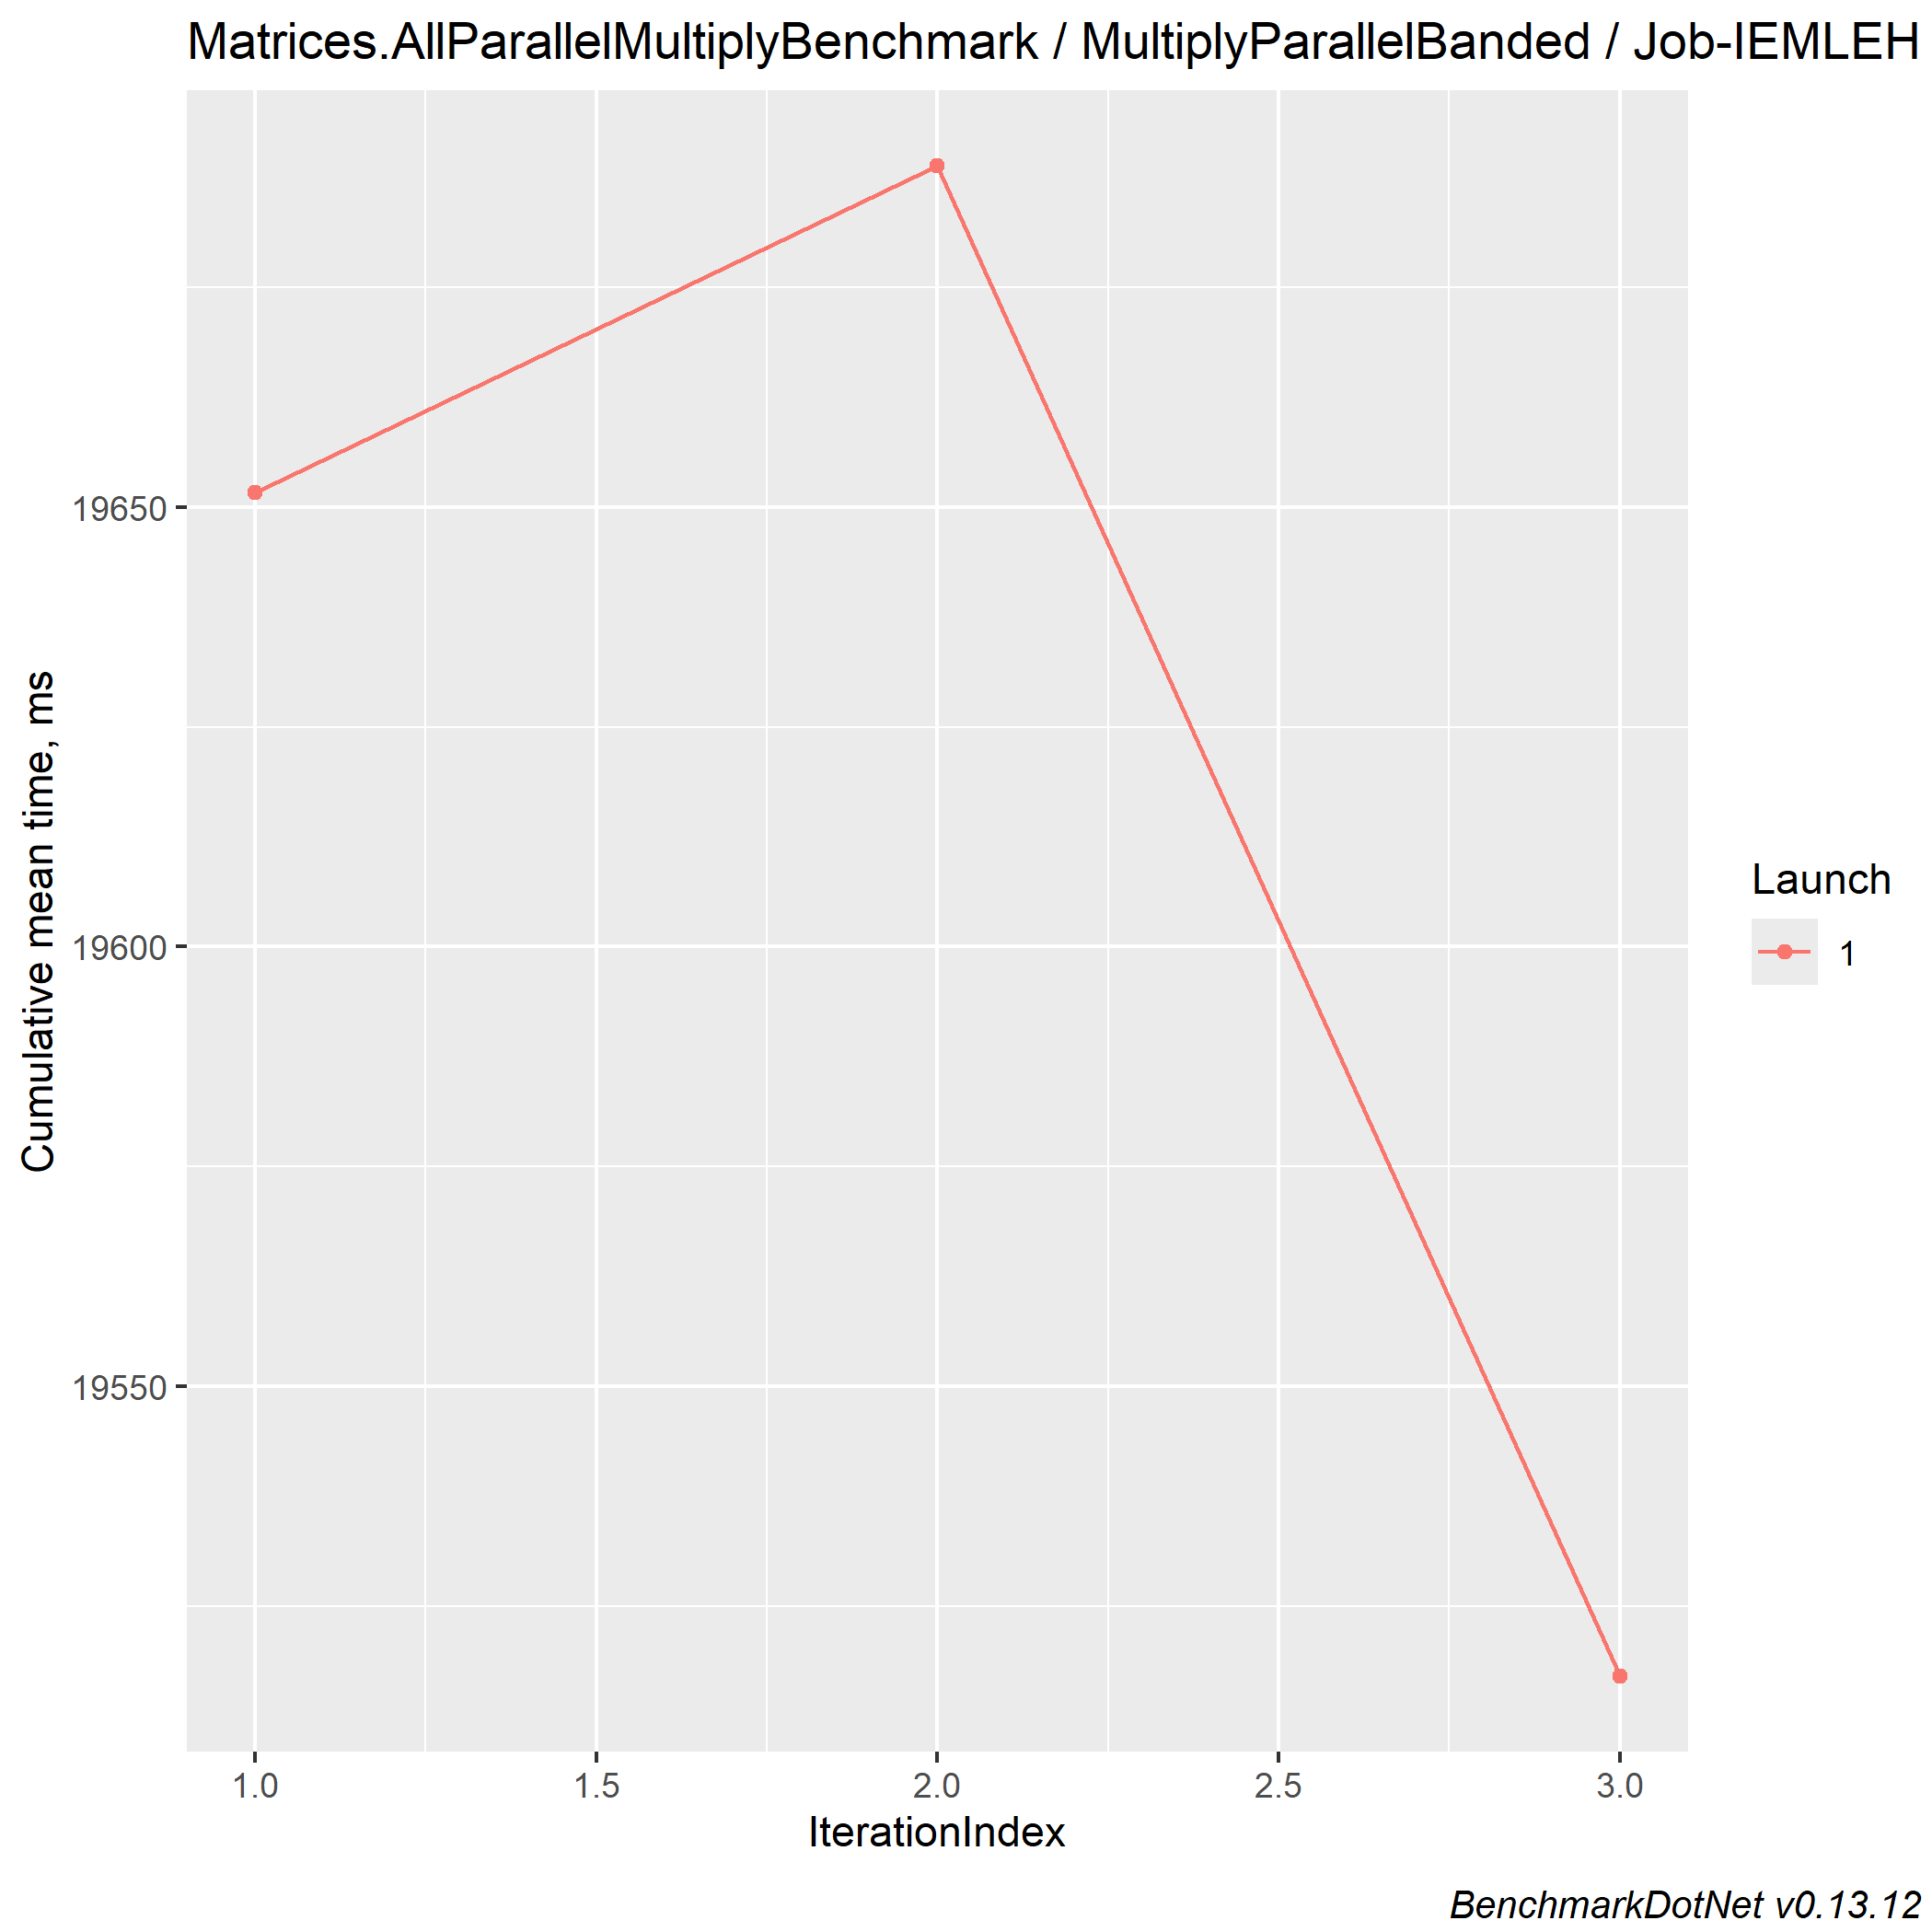 Matrices.AllParallelMultiplyBenchmark / MultiplyParallelBanded / Job-IEMLEH
Cumulative mean time, ms
19650
19600
19550
1.0 1.5 2.0 2.5 3.0
IterationIndex
Launch
1
BenchmarkDotNet v0.13.12